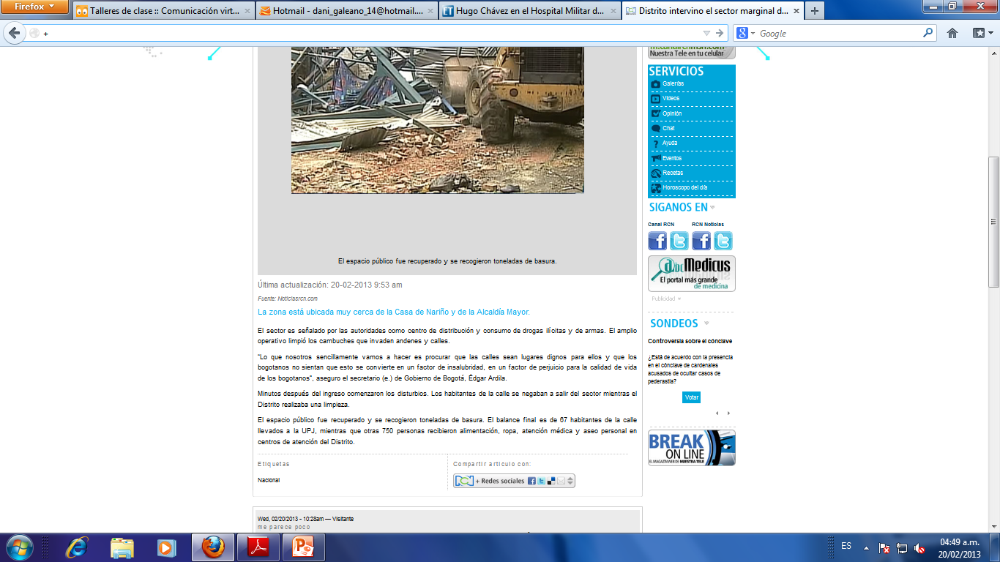 Firefox
Talleres de clase :: Comunicación virt...
Hotmail - dani_galeano_14@hotmail....
Hugo Chávez en el Hospital Militar d...
Distrito intervino el sector marginal d...
+
Google
Nuestra Tele en tu celular
SERVICIOS
Galerías
Videos
Opinión
Chat
Ayuda
Eventos
Recetas
Horoscopo del día
SIGANOS EN
Canal RCN
RCN Noticias
abc Medicus
El portal más grande
de medicina
Publicidad
SONDEOS
Controversia sobre el cónclave
¿Está de acuerdo con la presencia
en el cónclave de cardenales
acusados de ocultar casos de
pederastia?
Votar
BREAK
ON LINE
EL MAGAZIN WEB DE NUESTRA TELE
El espacio público fue recuperado y se recogieron toneladas de basura.
Última actualización: 20-02-2013 9:53 am
Fuente: Noticiasrcn.com
La zona está ubicada muy cerca de la Casa de Nariño y de la Alcaldía Mayor.
El sector es señalado por las autoridades como centro de distribución y consumo de drogas ilícitas y de armas. El amplio
operativo limpió los cambuches que invaden andenes y calles.
“Lo que nosotros sencillamente vamos a hacer es procurar que las calles sean lugares dignos para ellos y que los
bogotanos no sientan que esto se convierte en un factor de insalubridad, en un factor de perjuicio para la calidad de vida
de los bogotanos”, aseguro el secretario (e.) de Gobierno de Bogotá, Édgar Ardila.
Minutos después del ingreso comenzaron los disturbios. Los habitantes de la calle se negaban a salir del sector mientras el
Distrito realizaba una limpieza.
El espacio público fue recuperado y se recogieron toneladas de basura. El balance final es de 67 habitantes de la calle
llevados a la UPJ, mientras que otras 750 personas recibieron alimentación, ropa, atención médica y aseo personal en
centros de atención del Distrito.
Etiquetas
Nacional
Compartir articulo con:
+ Redes sociales
Wed, 02/20/2013 - 10:28am — Visitante
me parece poco
ES
04:49 a.m.
20/02/2013